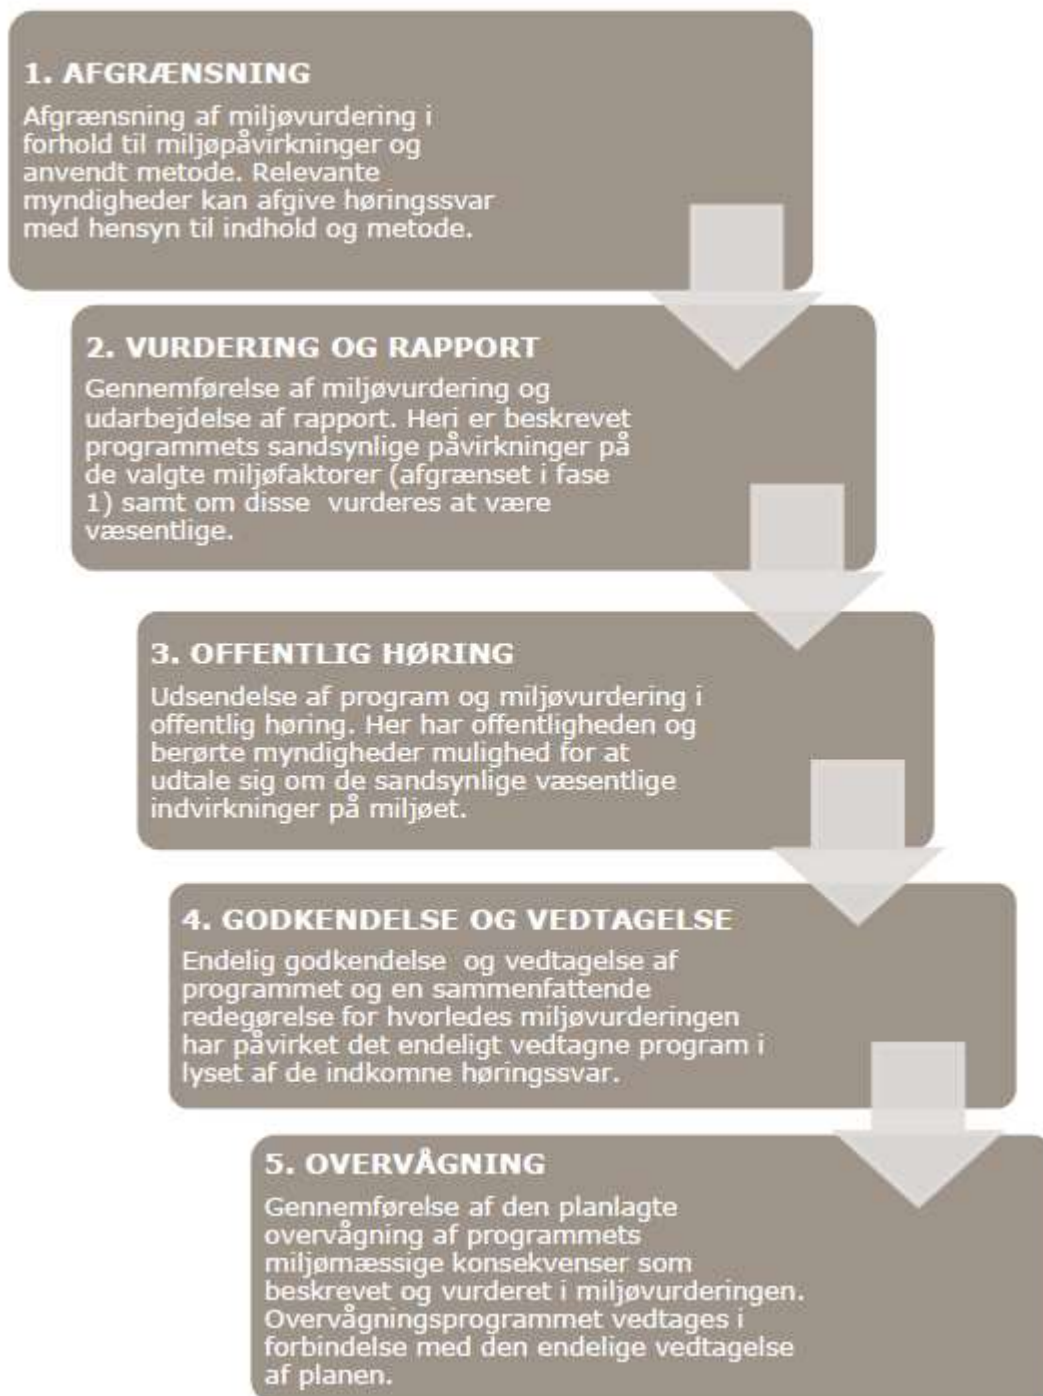 1. AFGRÆNSNING
Afgrænsning af miljøvurdering i
forhold til miljøpåvirkninger og
anvendt metode. Relevante
myndigheder kan afgive høringssvar
med hensyn til indhold og metode.
2. VURDERING OG RAPPORT
Gennemførelse af miljøvurdering og
udarbejdelse af rapport. Heri er beskrevet
programmets sandsynlige påvirkninger på
de valgte miljøfaktorer (afgrænset i fase
1) samt om disse  vurderes at være
væsentlige.
3. OFFENTLIG HØRING
Udsendelse af program og miljøvurdering i
offentlig høring. Her har offentligheden og
berørte myndigheder mulighed for at
udtale sig om de sandsynlige væsentlige
indvirkninger på miljøet.
4. GODKENDELSE OG VEDTAGELSE
Endelig godkendelse  og vedtagelse af
programmet og en sammenfattende
redegørelse for hvorledes miljøvurderingen
har påvirket det endeligt vedtagne program i
lyset af de indkomne høringssvar.
5. OVERVÅGNING
Gennemførelse af den planlagte
overvågning af programmets
miljømæssige konsekvenser som
beskrevet og vurderet i miljøvurderingen.
Overvågningsprogrammet vedtages i
forbindelse med den endelige vedtagelse
af planen.